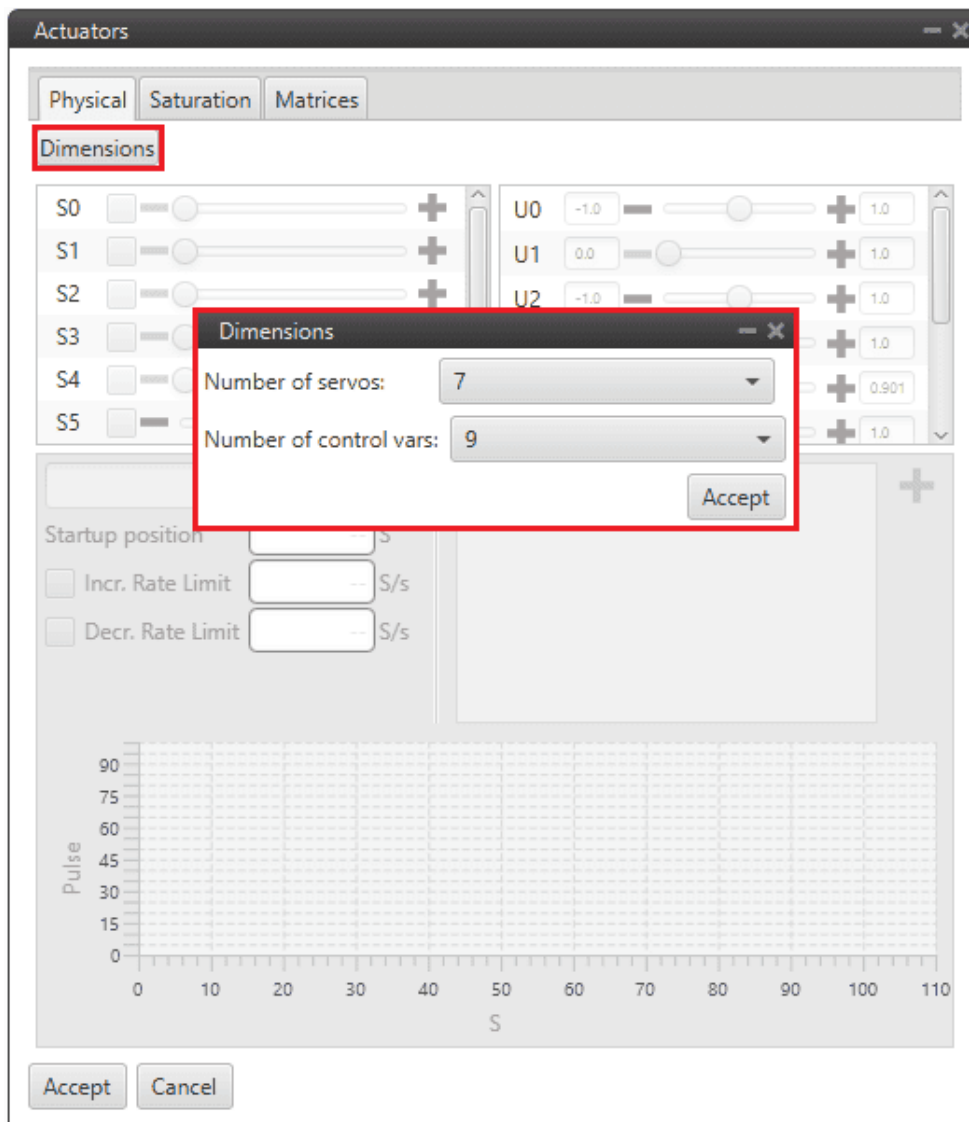 Actuators
Physical Saturation Matrices
Dimensions
S0 U0 -1.0 1.0
S1 U1 0.0 1.0
S2 U2 -1.0 1.0
S3 1.0
S4 0.901
S5 1.0
Dimensions
Number of servos: 7
Number of control vars: 9
Accept
Startup position -- S
Incr. Rate Limit -- S/s
Decr. Rate Limit -- S/s
Pulse
90
75
60
45
30
15
0
0 10 20 30 40 50 60 70 80 90 100 110
S
Accept Cancel